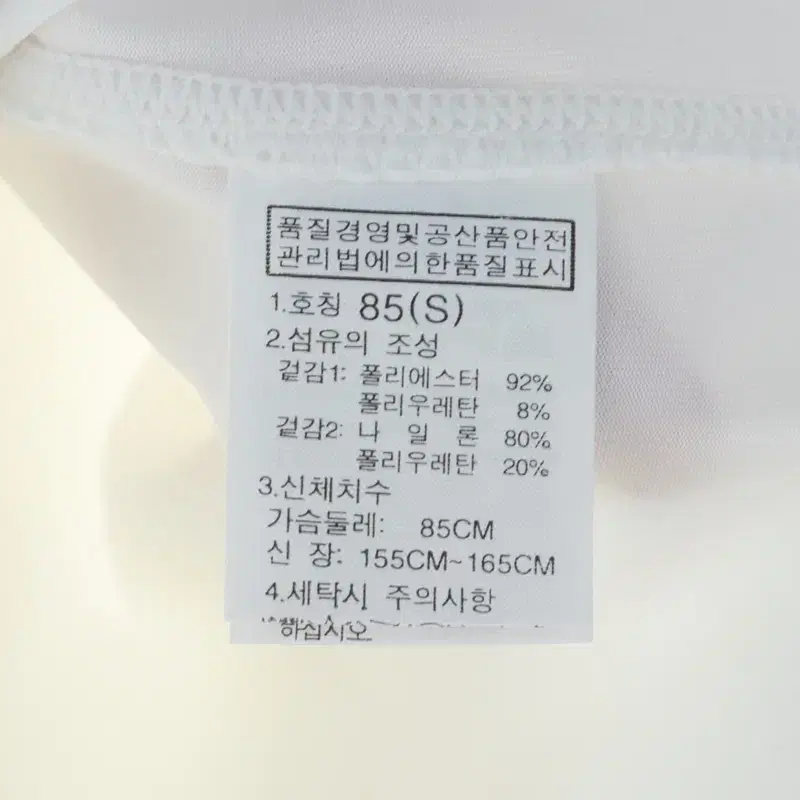 품질경영및공산품안전
관리법에의한품질표시
1.호칭 85(S)
2.섬유의 조성
겉감1: 폴리에스터 92%
폴리우레탄 8%
겉감2: 나 일 론 80%
폴리우레탄 20%
3.신체치수
가슴둘레: 85CM
신 장: 155CM~165CM
4.세탁시 주의사항
하십시오